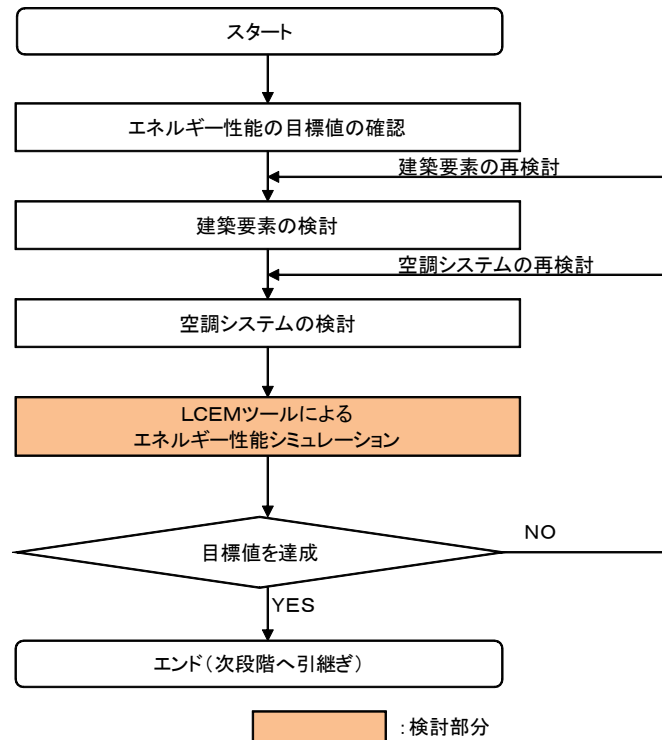 スタート
エネルギー性能の目標値の確認
建築要素の再検討
建築要素の検討
空調システムの再検討
空調システムの検討
LCEMツールによる
エネルギー性能シミュレーション
目標値を達成
NO
YES
エンド(次段階へ引継ぎ)
:検討部分